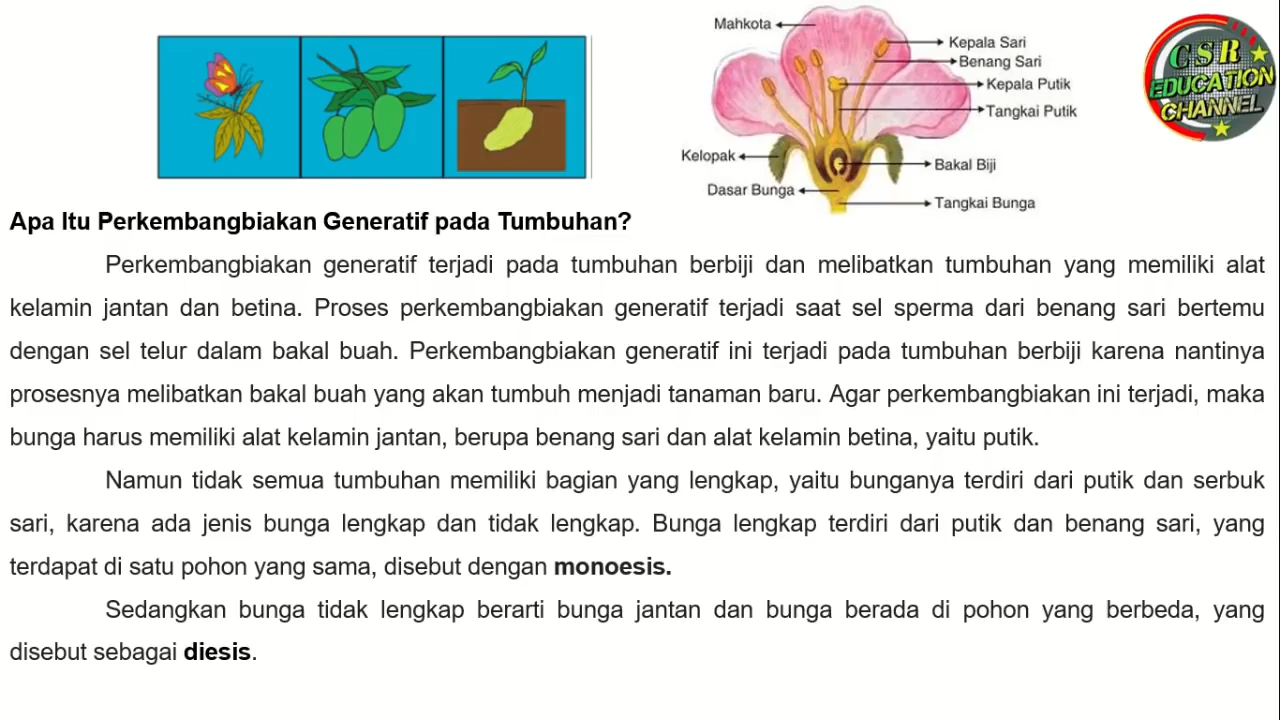 Mahkota
Kepala Sari
Benang Sari
Kepala Putik
Tangkai Putik
Kelopak
Bakal Biji
Dasar Bunga
Tangkai Bunga
CSR
EDUCATION
CHANNEL
Apa Itu Perkembangbiakan Generatif pada Tumbuhan?
Perkembangbiakan generatif terjadi pada tumbuhan berbiji dan melibatkan tumbuhan yang memiliki alat
kelamin jantan dan betina. Proses perkembangbiakan generatif terjadi saat sel sperma dari benang sari bertemu
dengan sel telur dalam bakal buah. Perkembangbiakan generatif ini terjadi pada tumbuhan berbiji karena nantinya
prosesnya melibatkan bakal buah yang akan tumbuh menjadi tanaman baru. Agar perkembangbiakan ini terjadi, maka
bunga harus memiliki alat kelamin jantan, berupa benang sari dan alat kelamin betina, yaitu putik.
Namun tidak semua tumbuhan memiliki bagian yang lengkap, yaitu bunganya terdiri dari putik dan serbuk
sari, karena ada jenis bunga lengkap dan tidak lengkap. Bunga lengkap terdiri dari putik dan benang sari, yang
terdapat di satu pohon yang sama, disebut dengan monoesis.
Sedangkan bunga tidak lengkap berarti bunga jantan dan bunga berada di pohon yang berbeda, yang
disebut sebagai diesis.